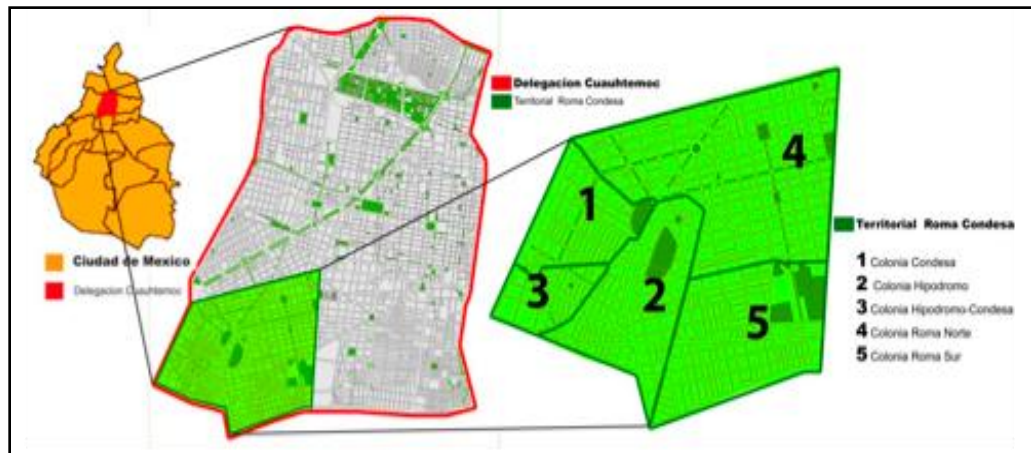 Ciudad de Mexico
Delegacion Cuauhtemoc
Delegacion Cuauhtemoc
Territorial Roma Condesa
1
2
3
4
5
Territorial Roma Condesa
1 Colonia Condesa
2 Colonia Hipodromo
3 Colonia Hipodromo-Condesa
4 Colonia Roma Norte
5 Colonia Roma Sur